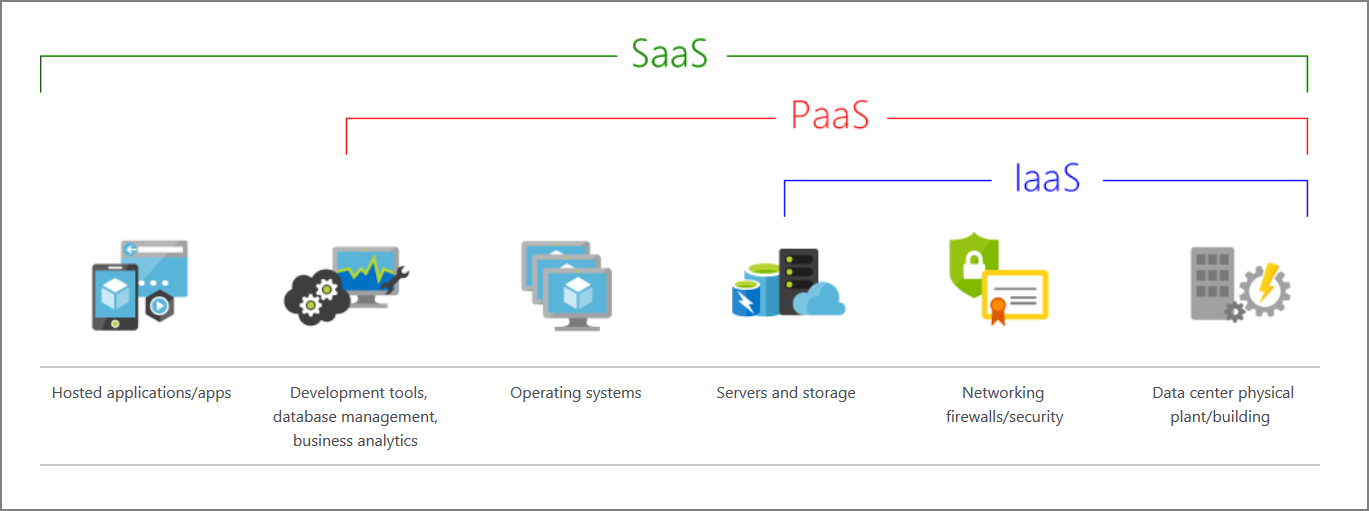 SaaS
PaaS
IaaS
Hosted applications/apps
Development tools,
database management,
business analytics
Operating systems
Servers and storage
Networking
firewalls/security
Data center physical
plant/building